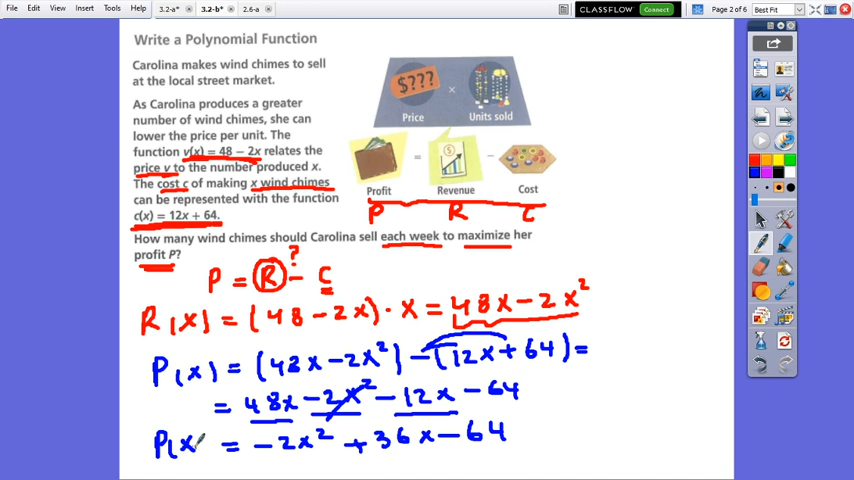 File Edit View Insert Tools Help
3.2-a* 3.2-b* 2.6-a
CLASSFLOW Connect
Page 2 of 6
Best Fit
Write a Polynomial Function
Carolina makes wind chimes to sell
at the local street market.
As Carolina produces a greater
number of wind chimes, she can
lower the price per unit. The
function v(x) = 48 − 2x relates the
price v to the number produced x.
The cost c of making x wind chimes
can be represented with the function
c(x) = 12x + 64.
$???
×
Price Units sold
= −
Profit Revenue Cost
P R C
How many wind chimes should Carolina sell each week to maximize her
profit P?
?
P = R − C
R(x) = (48 − 2x) · x = 48x − 2x²
P(x) = (48x − 2x²) − (12x + 64) =
= 48x − 2x² − 12x − 64
P(x = −2x² + 36x − 64